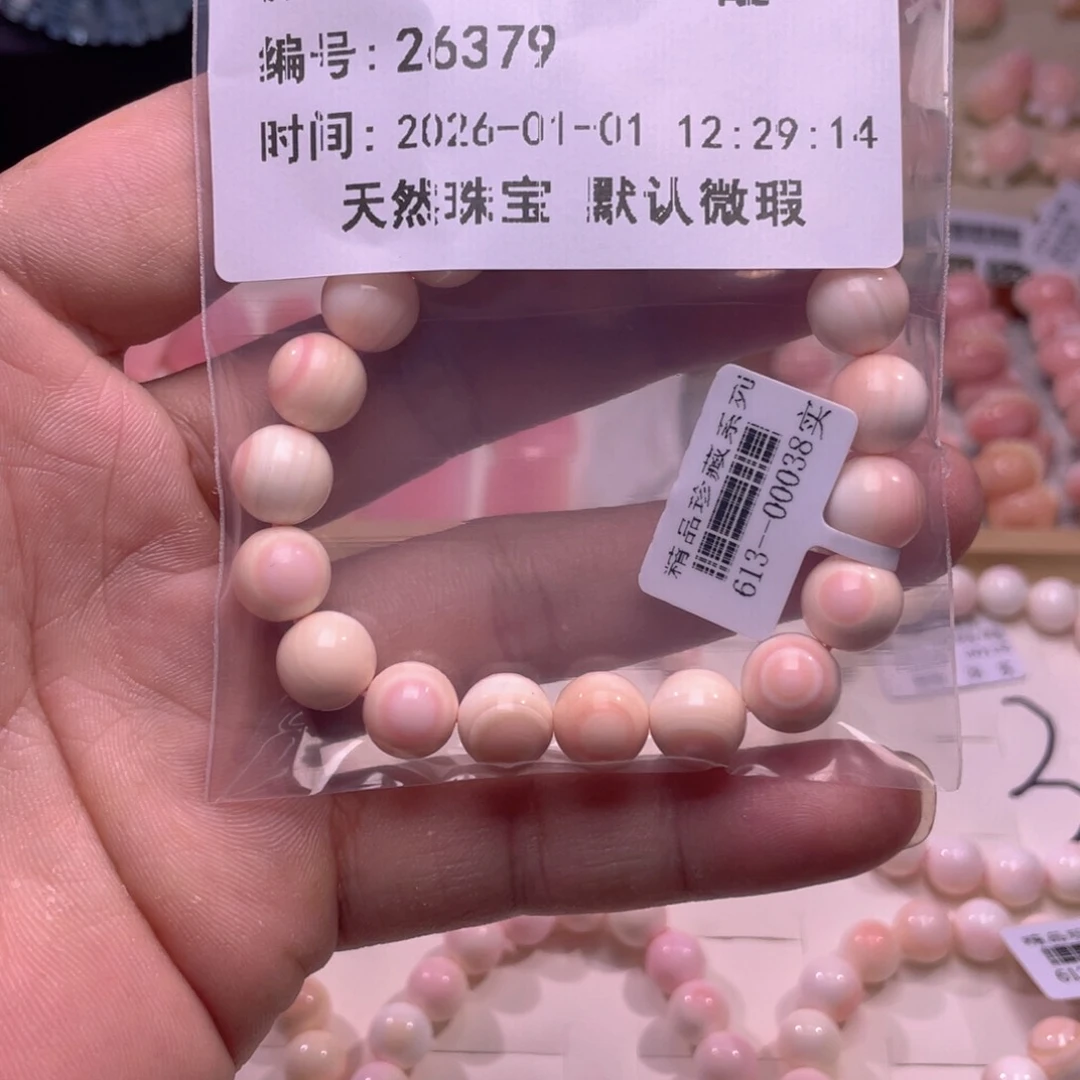 编号: 26379
时间: 2026-01-01 12:29:14
天然珠宝 默认微瑕
精品珍藏系列
613--00038实